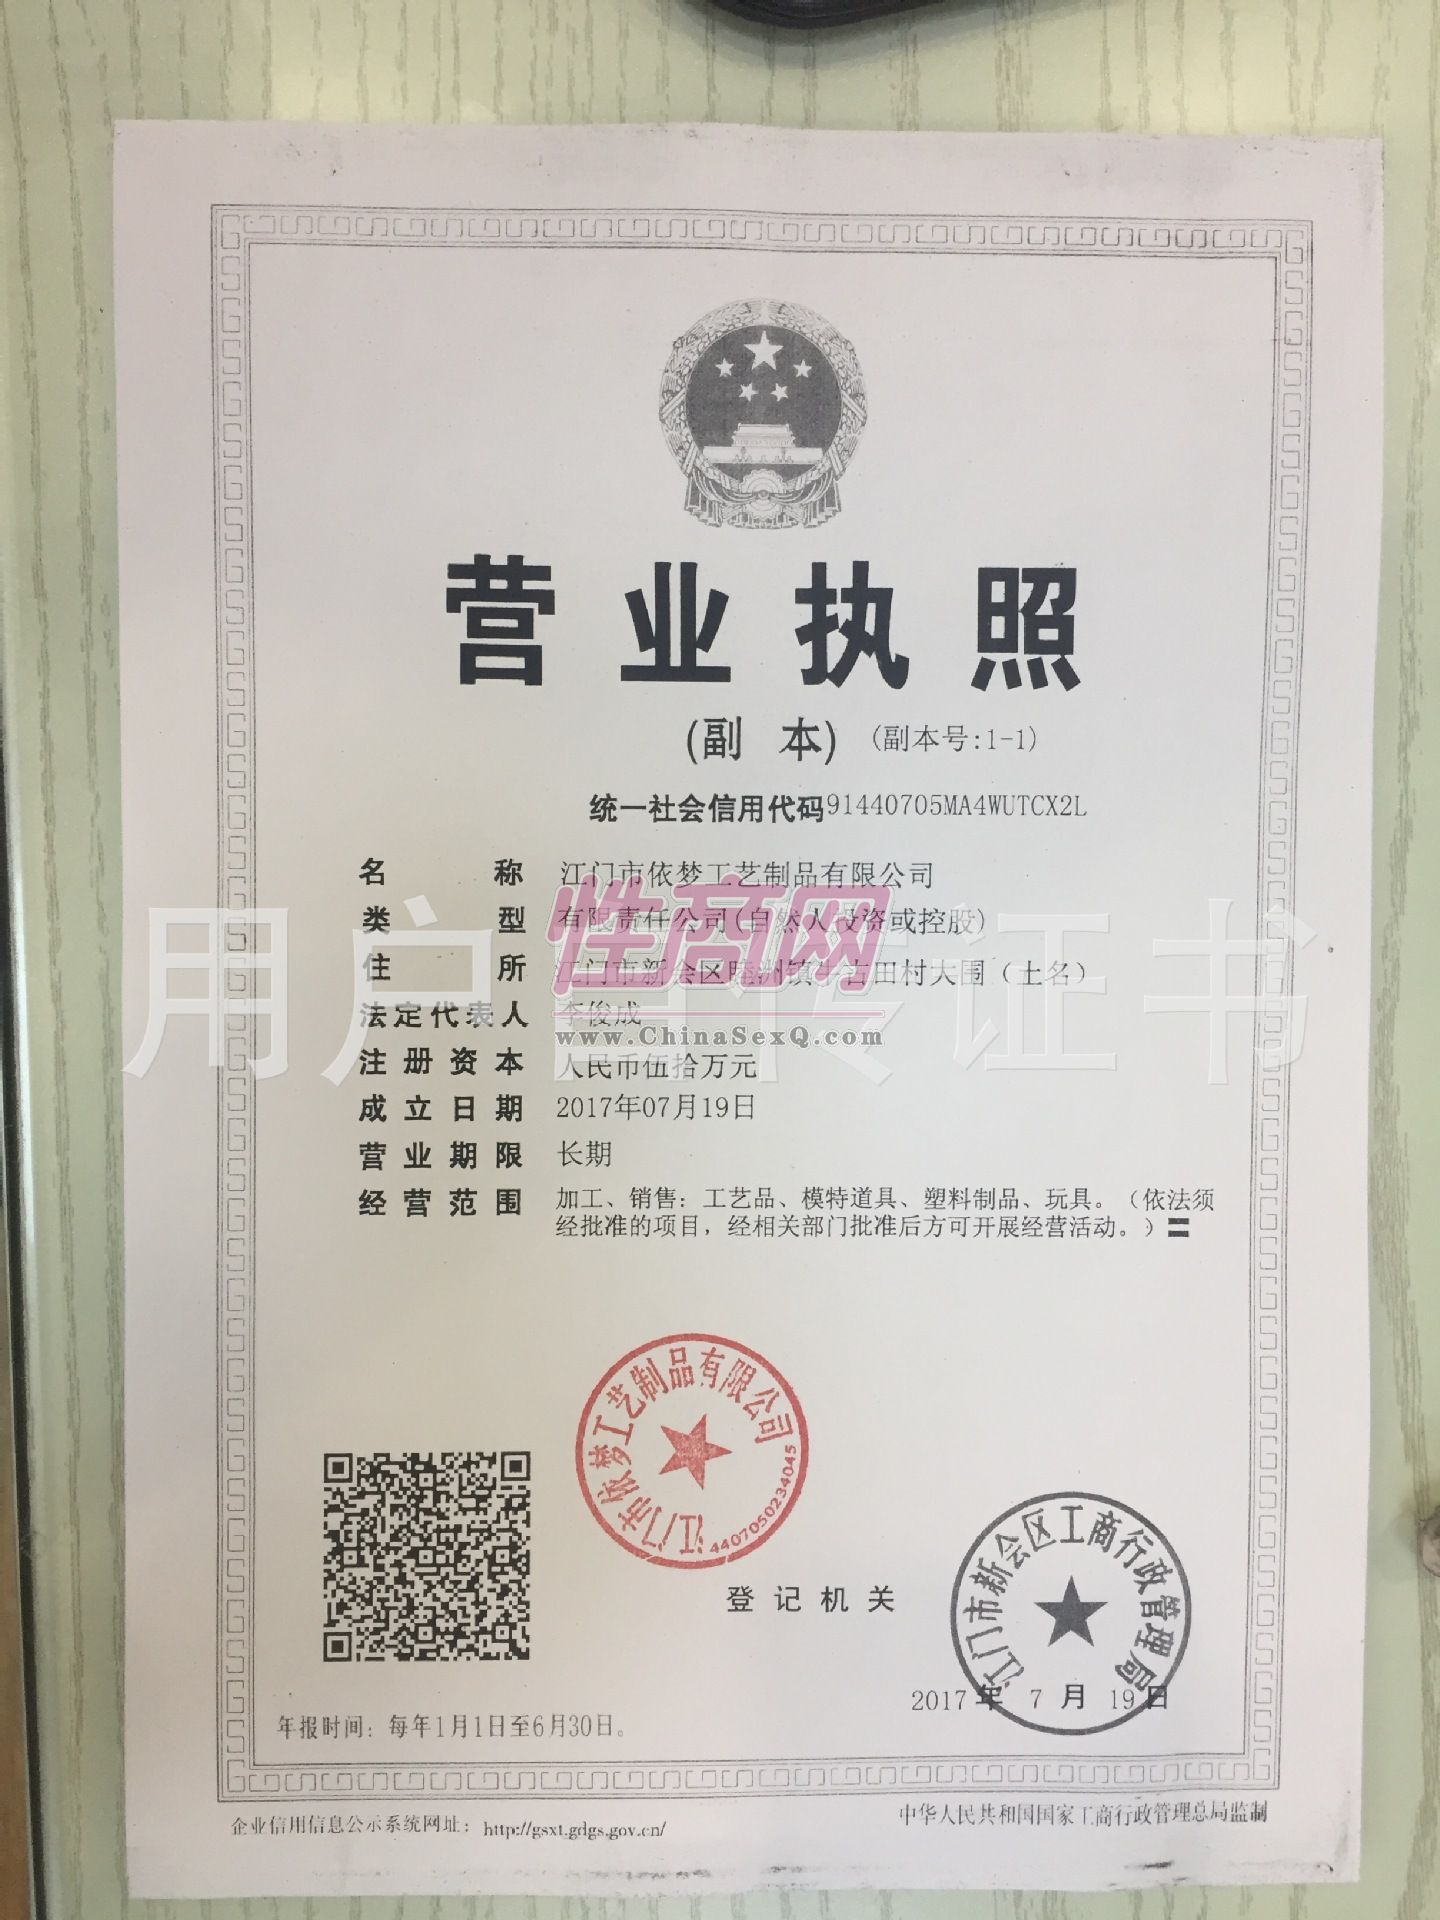 营业执照
(副 本) (副本号:1-1)
统一社会信用代码91440705MA4WUTCX2L
名 称 江门市依梦工艺制品有限公司
类 型 有限责任公司(自然人投资或控股)
住 所 江门市新会区睦洲镇牛古田村大围（土名）
法定代表人 李俊成
注册资本 人民币伍拾万元
成立日期 2017年07月19日
营业期限 长期
经营范围 加工、销售：工艺品、模特道具、塑料制品、玩具。（依法须
经批准的项目，经相关部门批准后方可开展经营活动。）
性商网
www.ChinaSexQ.com
用户 传证书
江门市依梦工艺制品有限公司
4407050234045
登记机关
江门市新会区工商行政管理局
2017年 7月 19日
年报时间：每年1月1日至6月30日。
企业信用信息公示系统网址：http://gsxt.gdgs.gov.cn/
中华人民共和国国家工商行政管理总局监制